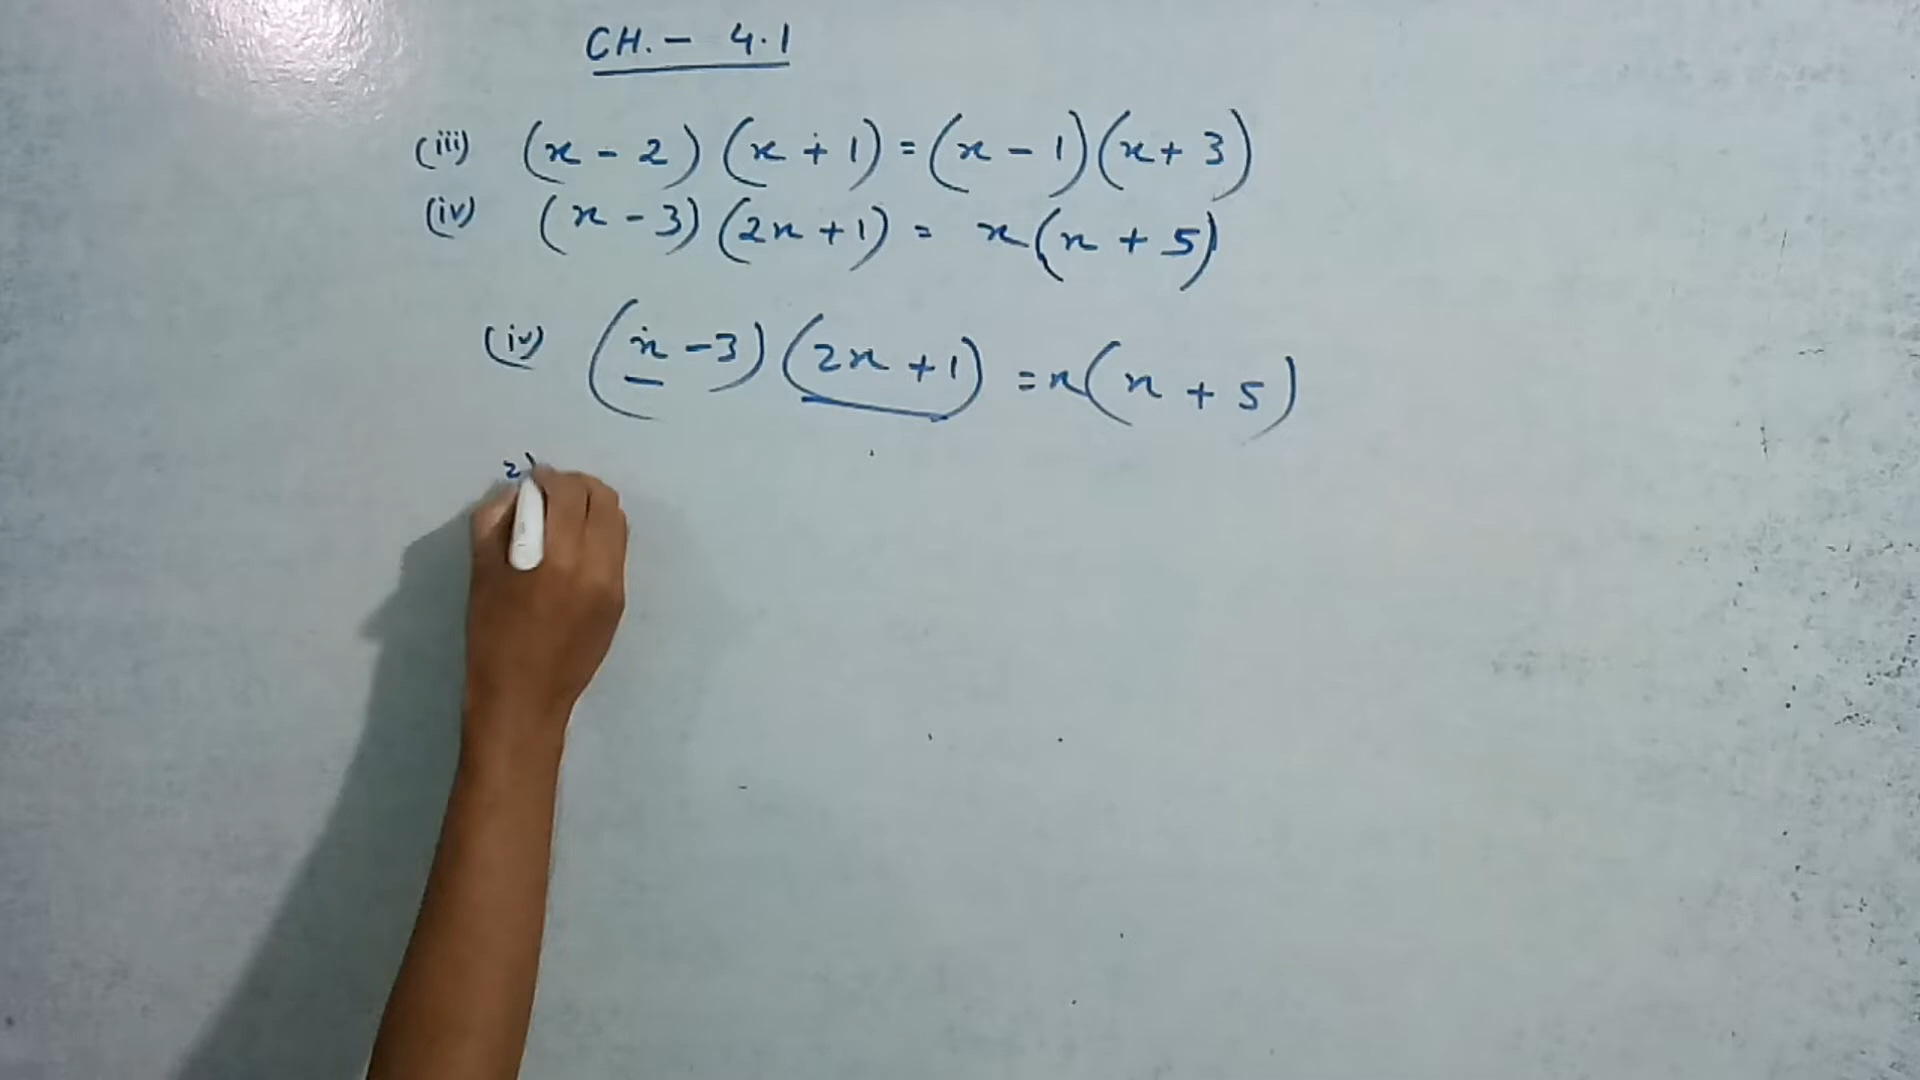 CH. - 4.1
(iii) (x - 2) (x + 1) = (x - 1) (x + 3)
(iv) (x - 3) (2x + 1) = x (x + 5)
(iv) (x - 3) (2x + 1) = x (x + 5)